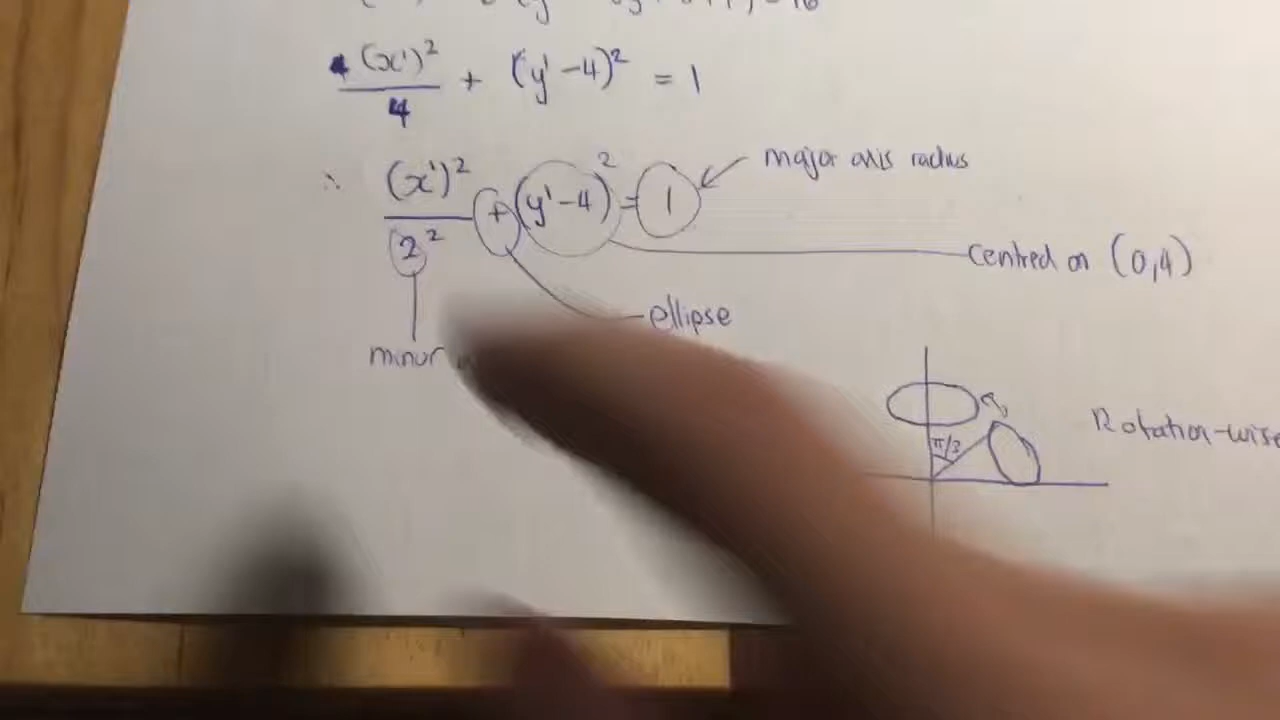 (x')² / 4 + (y' - 4)² = 1
major axis radius
∴ (x')² / 2² + (y' - 4)² = 1
centred on (0,4)
ellipse
minor
π/3
Rotation-wise